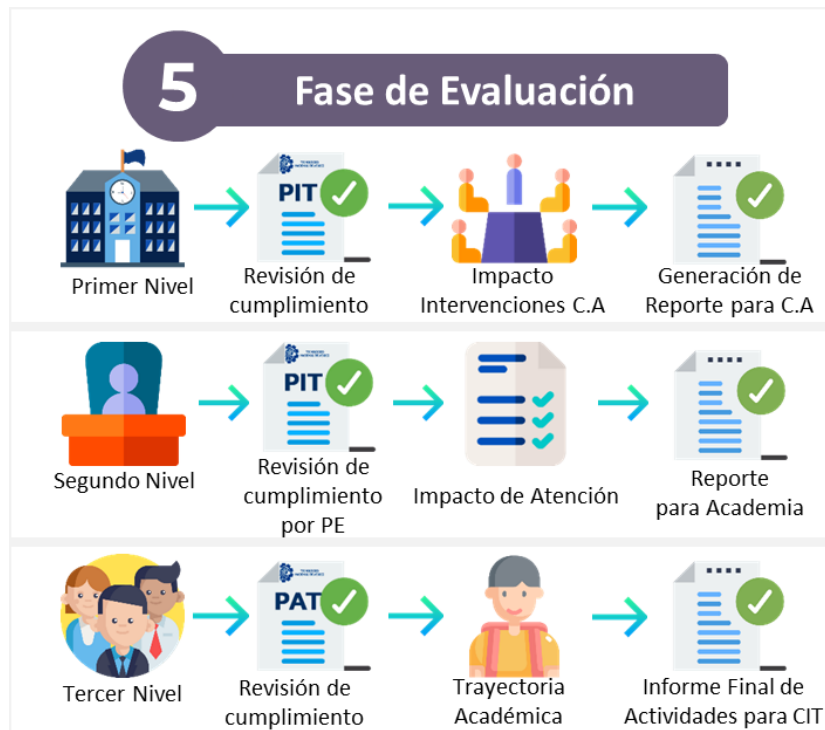 5
Fase de Evaluación
PIT
Primer Nivel
Revisión de
cumplimiento
Impacto
Intervenciones C.A
Generación de
Reporte para C.A
PIT
Segundo Nivel
Revisión de
cumplimiento
por PE
Impacto de Atención
Reporte
para Academia
PAT
Tercer Nivel
Revisión de
cumplimiento
Trayectoria
Académica
Informe Final de
Actividades para CIT